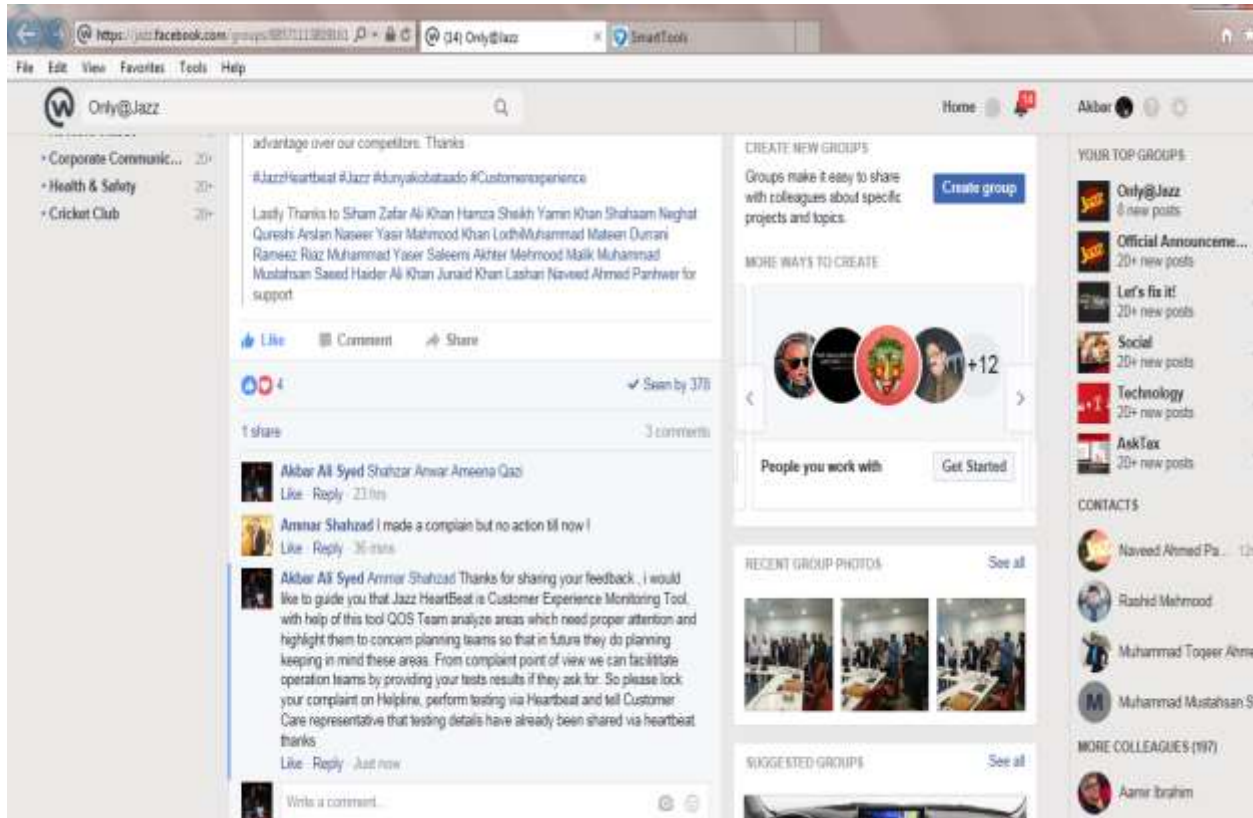 (34) Only@Jazz
SmartTools
File Edit View Favorites Tools Help
Only@Jazz
Home
14
Akbar
• Corporate Communic... 20+
• Health & Safety 20+
• Cricket Club 20+
advantage over our competitors. Thanks
#JazzHeartbeat #Jazz #dunyakobataado #Customerexperience
Lastly Thanks to Siham Zafar Ali Khan Hamza Sheikh Yamin Khan Shahaam Neghat
Qureshi Arslan Naseer Yasir Mahmood Khan LodhiMuhammad Mateen Durrani
Rameez Riaz Muhammad Yaser Saleemi Akhter Mehmood Malik Muhammad
Mustahsan Saeed Haider Ali Khan Junaid Khan Lashari Naveed Ahmed Panhwer for
support
Like Comment Share
4
Seen by 378
1 share
3 comments
Akbar Ali Syed Shahzar Anwar Ameena Qazi
Like · Reply · 23 hrs
Ammar Shahzad I made a complain but no action till now !
Like · Reply · 36 mins
Akbar Ali Syed Ammar Shahzad Thanks for sharing your feedback , i would
like to guide you that Jazz HeartBeat is Customer Experience Monitoring Tool,
with help of this tool QOS Team analyze areas which need proper attention and
highlight them to concern planning teams so that in future they do planning
keeping in mind these areas. From complaint point of view we can facilititate
operation teams by providing your tests results if they ask for. So please lock
your complaint on Helpline, perform testing via Heartbeat and tell Customer
Care representative that testing details have already been shared via heartbeat
thanks
Like · Reply · Just now
Write a comment...
CREATE NEW GROUPS
Groups make it easy to share
with colleagues about specific
projects and topics.
Create group
MORE WAYS TO CREATE
+12
People you work with
Get Started
RECENT GROUP PHOTOS
See all
SUGGESTED GROUPS
See all
YOUR TOP GROUPS
Only@Jazz
8 new posts
Official Announceme...
20+ new posts
Let's fix it!
20+ new posts
Social
20+ new posts
Technology
20+ new posts
AskTax
20+ new posts
CONTACTS
Naveed Ahmed Pa...
Rashid Mehmood
Muhammad Toqeer Ahme
M
Muhammad Mustahsan S
MORE COLLEAGUES (197)
Aamir Ibrahim